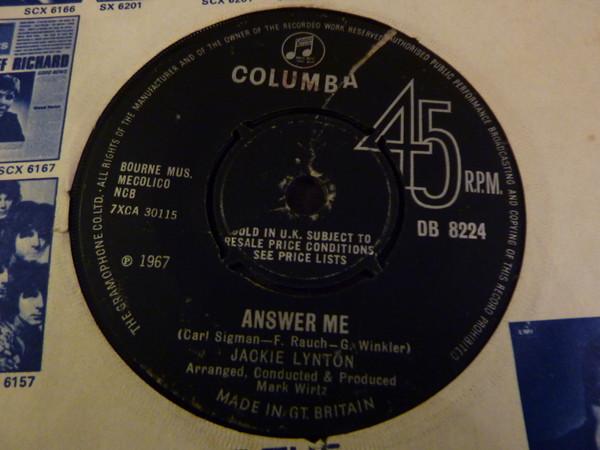 SCX 6166
SX 6201
RICHARD
SCX 6167
6157
THE GRAMOPHONE CO. LTD. · ALL RIGHTS OF THE MANUFACTURER AND OF THE OWNER OF THE RECORDED WORK RESERVED
UNAUTHORISED PUBLIC PERFORMANCE BROADCASTING AND COPYING OF THIS RECORD PROHIBITED
COLUMBA
45
R.P.M.
DB 8224
BOURNE MUS.
MECOLICO
NCB
7XCA 30115
℗ 1967
SOLD IN U.K. SUBJECT TO
RESALE PRICE CONDITIONS,
SEE PRICE LISTS
ANSWER ME
(Carl Sigman—F. Rauch—G. Winkler)
JACKIE LYNTON
Arranged, Conducted & Produced
Mark Wirtz
MADE IN GT. BRITAIN